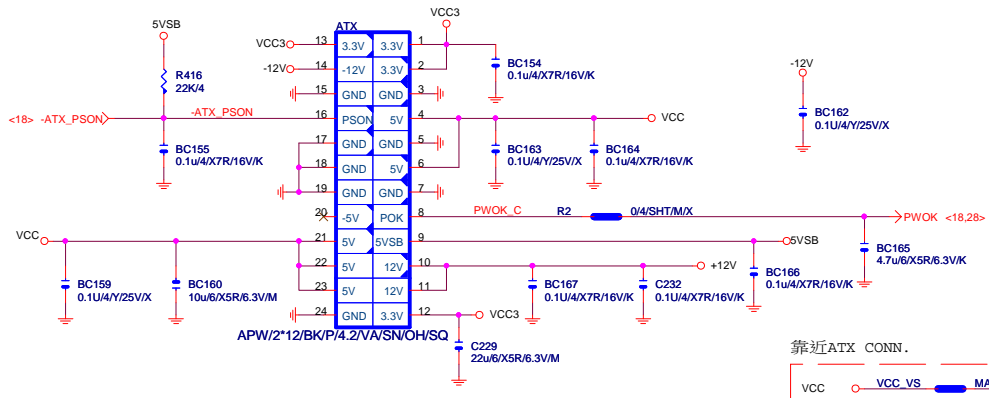 5VSB
R416
22K/4
<18> -ATX_PSON
-ATX_PSON
BC155
0.1u/4/X7R/16V/K
VCC
BC159
0.1U/4/Y/25V/X
BC160
10u/6/X5R/6.3V/M
ATX
VCC3
VCC3
-12V
13 3.3V 3.3V 1
14 -12V 3.3V 2
15 GND GND 3
16 PSON 5V 4
17 GND GND 5
18 GND 5V 6
19 GND GND 7
20 -5V POK 8
21 5V 5VSB 9
22 5V 12V 10
23 5V 12V 11
24 GND 3.3V 12
APW/2*12/BK/P/4.2/VA/SN/OH/SQ
BC154
0.1u/4/X7R/16V/K
VCC
BC163
0.1U/4/Y/25V/X
BC164
0.1u/4/X7R/16V/K
-12V
BC162
0.1U/4/Y/25V/X
PWOK_C
R2
0/4/SHT/M/X
PWOK <18,28>
BC165
4.7u/6/X5R/6.3V/K
5VSB
BC166
0.1u/4/X7R/16V/K
+12V
BC167
0.1U/4/X7R/16V/K
C232
0.1U/4/X7R/16V/K
VCC3
C229
22u/6/X5R/6.3V/M
靠近ATX CONN.
VCC
VCC_VS